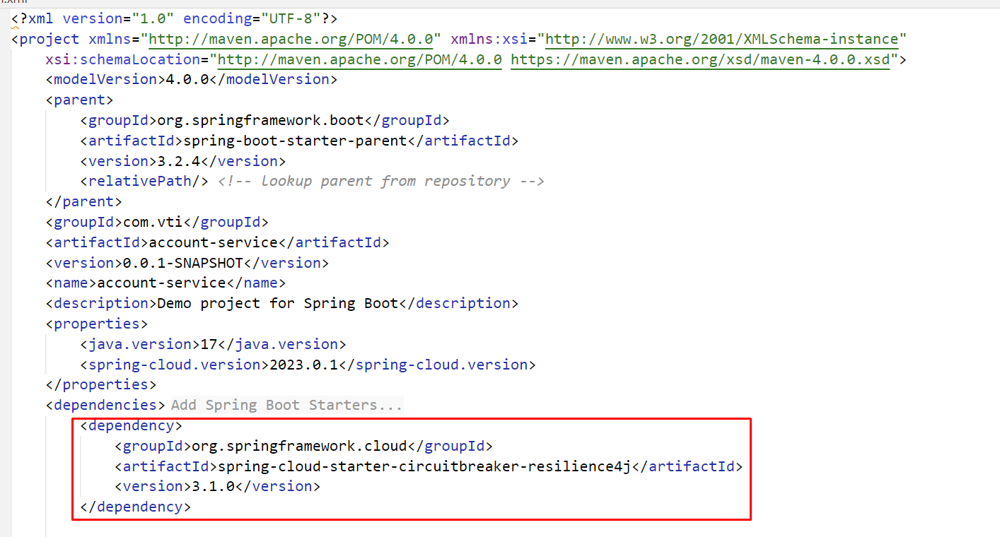 <?xml version="1.0" encoding="UTF-8"?>
<project xmlns="http://maven.apache.org/POM/4.0.0" xmlns:xsi="http://www.w3.org/2001/XMLSchema-instance"
    xsi:schemaLocation="http://maven.apache.org/POM/4.0.0 https://maven.apache.org/xsd/maven-4.0.0.xsd">
    <modelVersion>4.0.0</modelVersion>
    <parent>
        <groupId>org.springframework.boot</groupId>
        <artifactId>spring-boot-starter-parent</artifactId>
        <version>3.2.4</version>
        <relativePath/> <!-- lookup parent from repository -->
    </parent>
    <groupId>com.vti</groupId>
    <artifactId>account-service</artifactId>
    <version>0.0.1-SNAPSHOT</version>
    <name>account-service</name>
    <description>Demo project for Spring Boot</description>
    <properties>
        <java.version>17</java.version>
        <spring-cloud.version>2023.0.1</spring-cloud.version>
    </properties>
    <dependencies> Add Spring Boot Starters...
        <dependency>
            <groupId>org.springframework.cloud</groupId>
            <artifactId>spring-cloud-starter-circuitbreaker-resilience4j</artifactId>
            <version>3.1.0</version>
        </dependency>